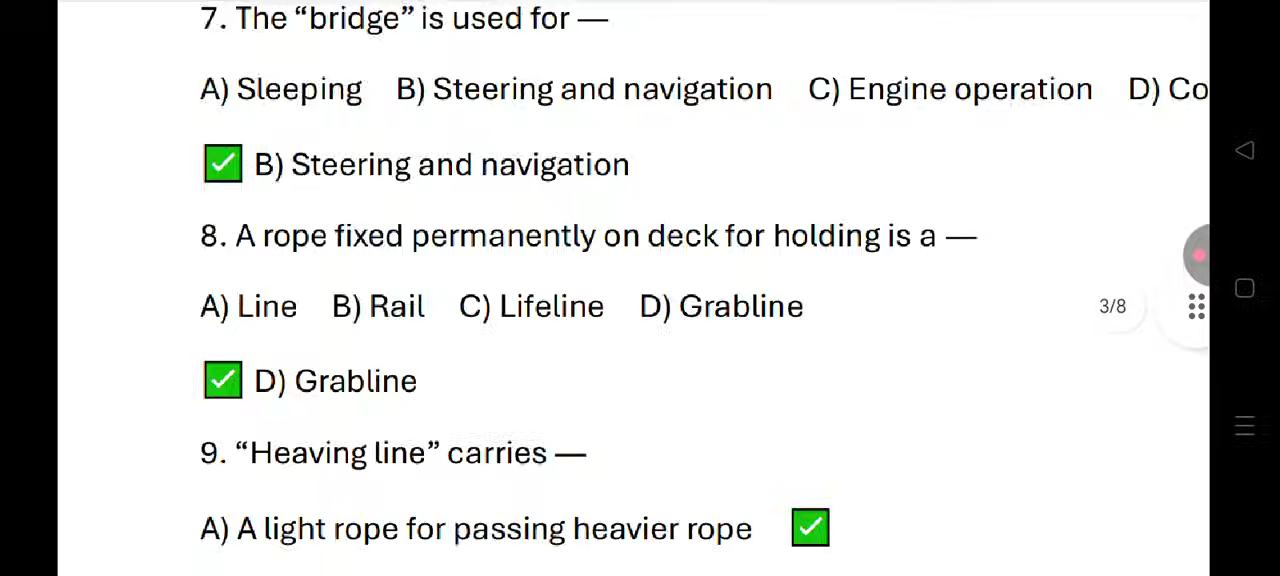 7. The “bridge” is used for —
A) Sleeping B) Steering and navigation C) Engine operation D) Co
B) Steering and navigation
8. A rope fixed permanently on deck for holding is a —
A) Line B) Rail C) Lifeline D) Grabline
3/8
D) Grabline
9. “Heaving line” carries —
A) A light rope for passing heavier rope